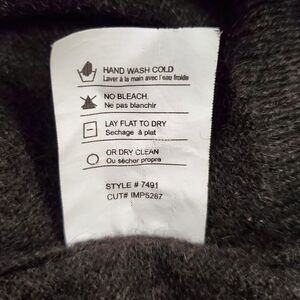 HAND WASH COLD
Laver à la main avec l'eau froide
NO BLEACH
Ne pas blanchir
LAY FLAT TO DRY
Sechage à plat
OR DRY CLEAN
Ou sécher propre
STYLE # 7491
CUT# IMP5287